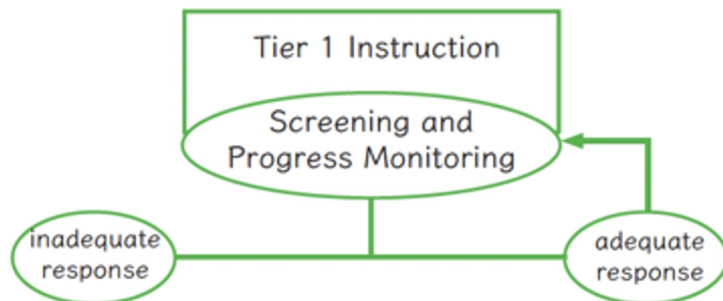 Tier 1 Instruction
Screening and
Progress Monitoring
inadequate
response
adequate
response